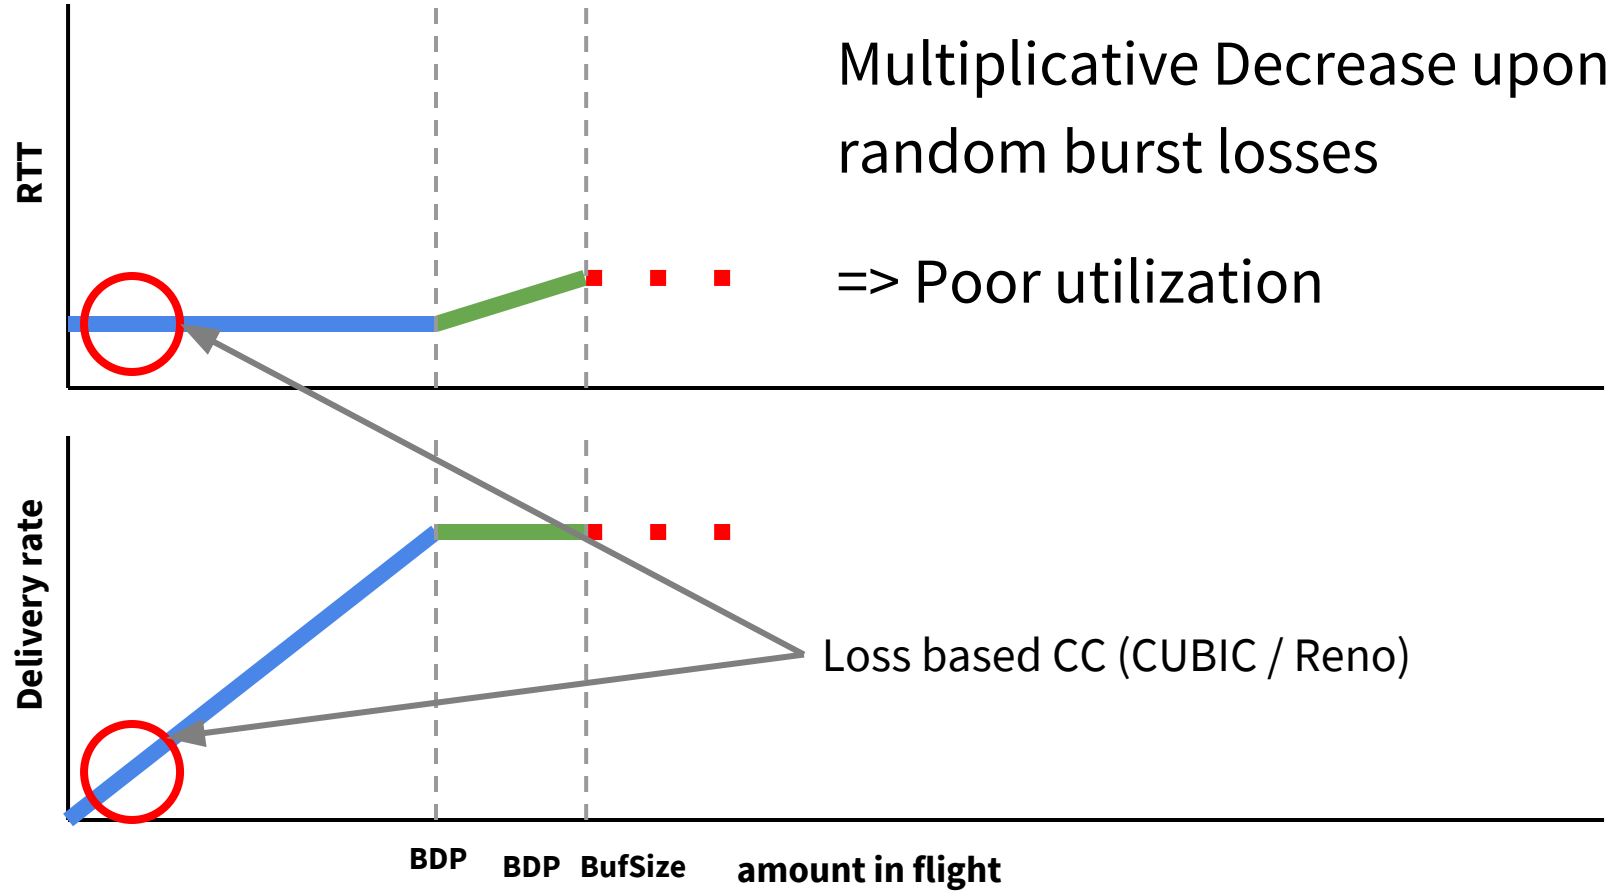 Multiplicative Decrease upon
random burst losses
=> Poor utilization
RTT
Delivery rate
Loss based CC (CUBIC / Reno)
BDP
BDP BufSize
amount in flight